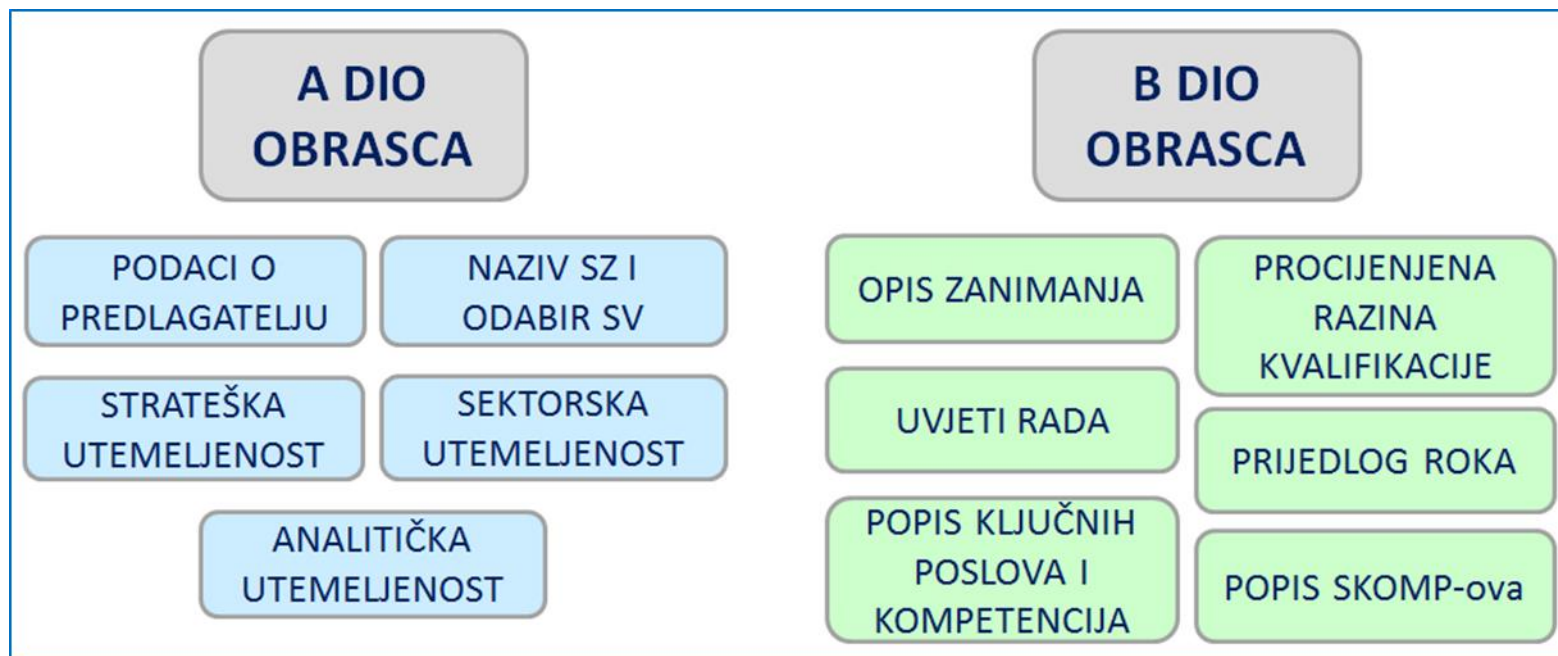 A DIO
OBRASCA
PODACI O
PREDLAGATELJU
NAZIV SZ I
ODABIR SV
STRATEŠKA
UTEMELJENOST
SEKTORSKA
UTEMELJENOST
ANALITIČKA
UTEMELJENOST
B DIO
OBRASCA
OPIS ZANIMANJA
PROCIJENJENA
RAZINA
KVALIFIKACIJE
UVJETI RADA
PRIJEDLOG ROKA
POPIS KLJUČNIH
POSLOVA I
KOMPETENCIJA
POPIS SKOMP-ova